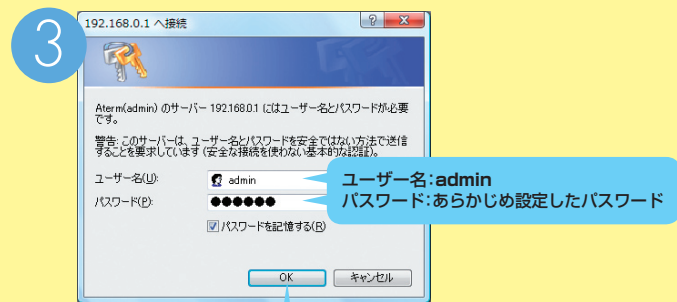 3
192.168.0.1 へ接続
Aterm(admin) のサーバー 192.168.0.1 にはユーザー名とパスワードが必要
です。
警告: このサーバーは、ユーザー名とパスワードを安全ではない方法で送信
することを要求しています (安全な接続を使わない基本的な認証)。
ユーザー名(U):
admin
ユーザー名:admin
パスワード(P):
●●●●●●
パスワード:あらかじめ設定したパスワード
パスワードを記憶する(R)
OK
キャンセル